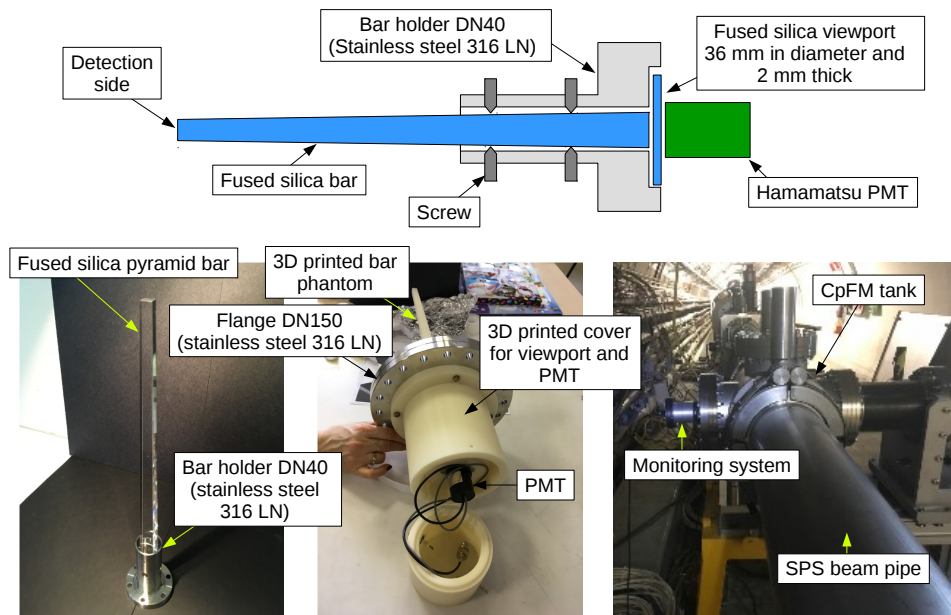 Bar holder DN40
(Stainless steel 316 LN)
Fused silica viewport
36 mm in diameter and
2 mm thick
Detection
side
Fused silica bar
Screw
Hamamatsu PMT
Fused silica pyramid bar
3D printed bar
phantom
Flange DN150
(stainless steel 316 LN)
3D printed cover
for viewport and
PMT
CpFM tank
Bar holder DN40
(stainless steel
316 LN)
PMT
Monitoring system
SPS beam pipe